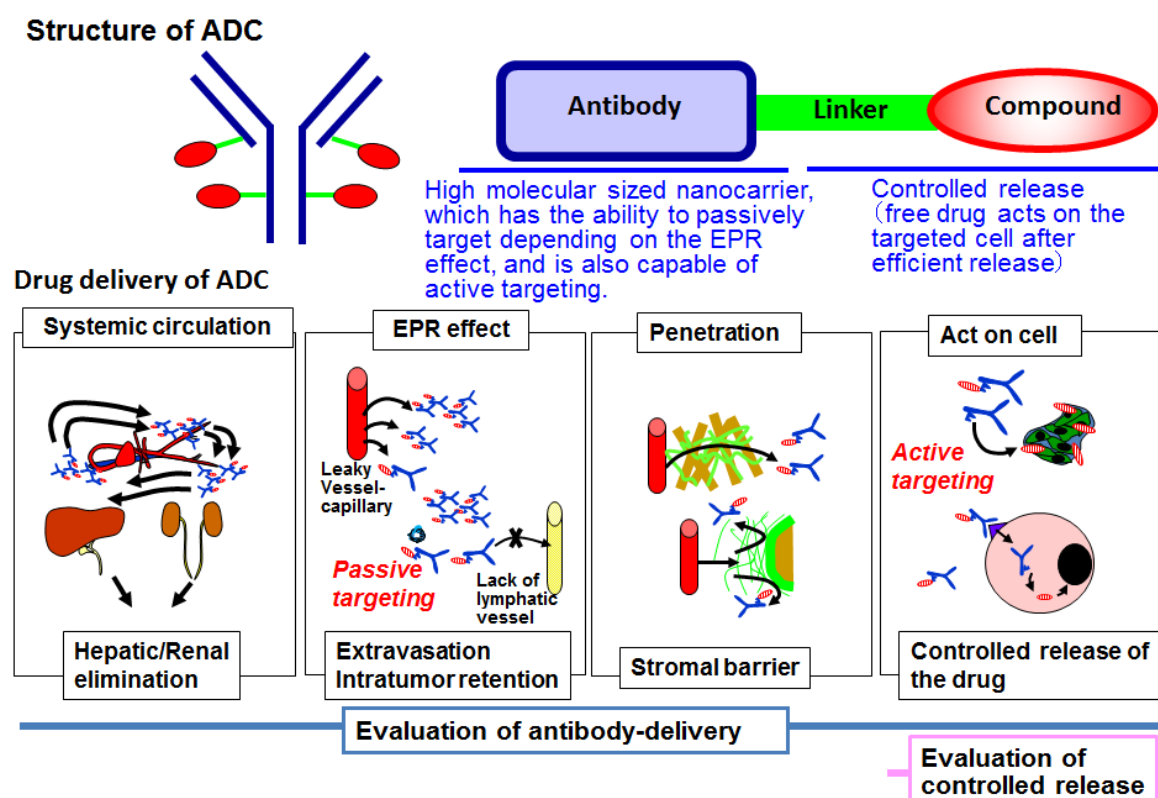 Structure of ADC
Antibody
Linker
Compound
High molecular sized nanocarrier,
which has the ability to passively
target depending on the EPR
effect, and is also capable of
active targeting.
Controlled release
（free drug acts on the
targeted cell after
efficient release）
Drug delivery of ADC
Systemic circulation
Hepatic/Renal
elimination
EPR effect
Leaky
Vessel-
capillary
Passive
targeting
Lack of
lymphatic
vessel
Extravasation
Intratumor retention
Penetration
Stromal barrier
Act on cell
Active
targeting
Controlled release of
the drug
Evaluation of antibody-delivery
Evaluation of
controlled release